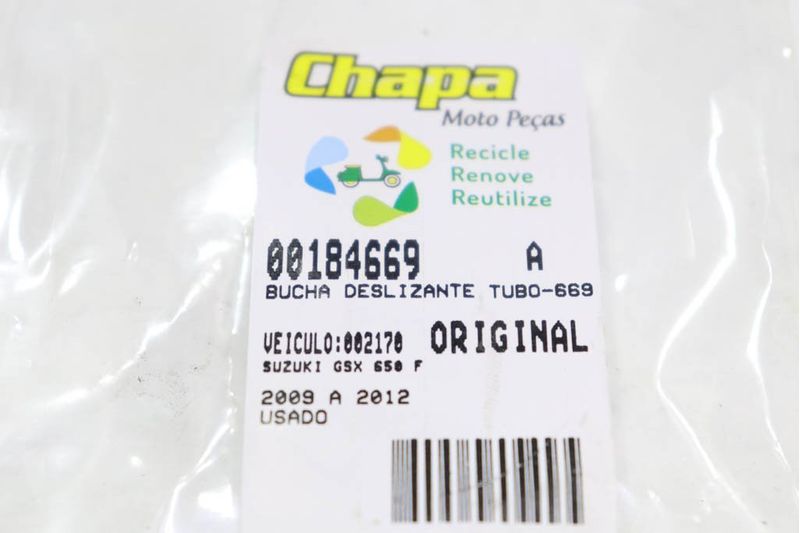 Chapa
Moto Peças
Recicle
Renove
Reutilize
00184669 A
BUCHA DESLIZANTE TUBO-669
VEICULO:002170 ORIGINAL
SUZUKI GSX 650 F
2009 A 2012
USADO